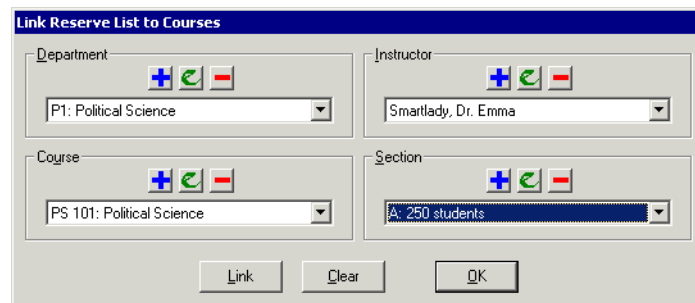 Link Reserve List to Courses
Department
Instructor
P1: Political Science
Smartlady, Dr. Emma
Course
Section
PS 101: Political Science
A: 250 students
Link
Clear
OK